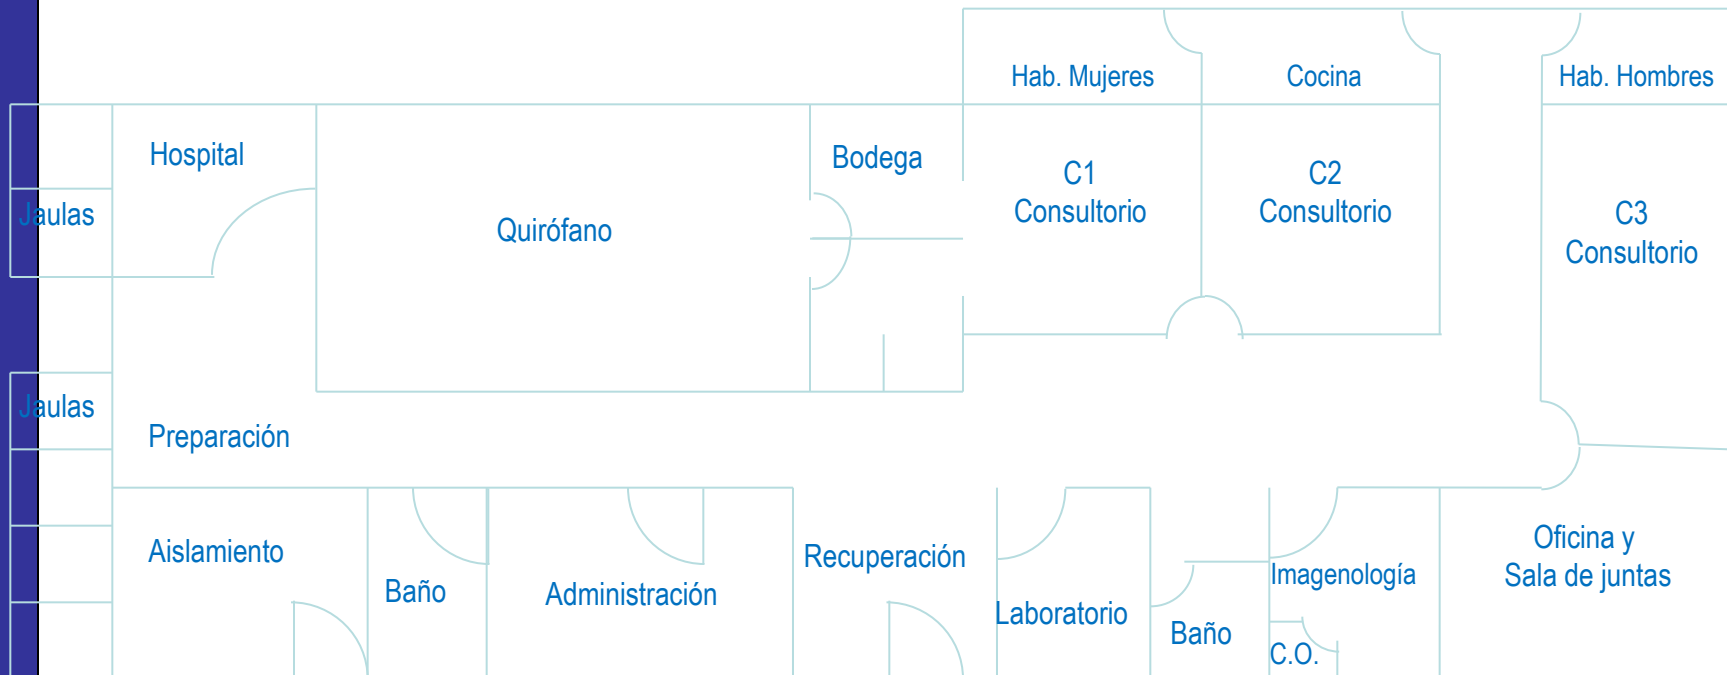 Hab. Mujeres
Cocina
Hab. Hombres
Hospital
Bodega
C1
Consultorio
C2
Consultorio
Jaulas
Quirófano
C3
Consultorio
Jaulas
Preparación
Aislamiento
Baño
Administración
Recuperación
Laboratorio
Baño
Imagenología
C.O.
Oficina y
Sala de juntas